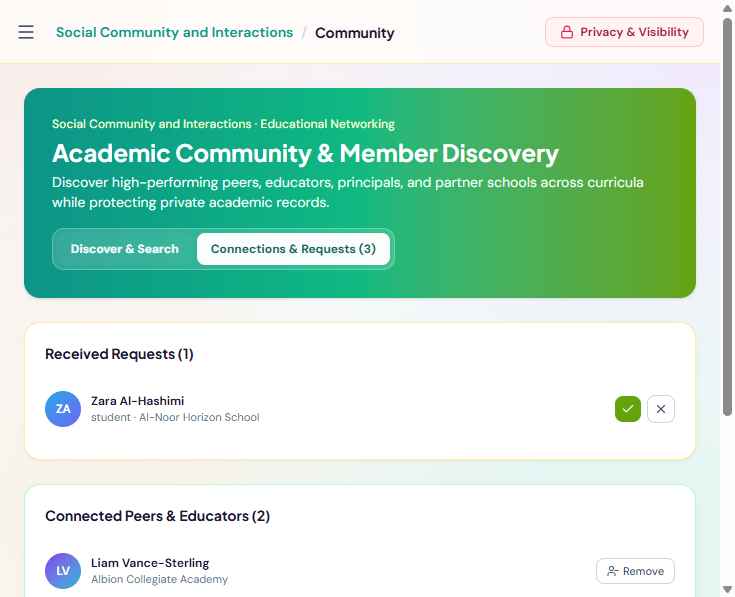 Social Community and Interactions / Community
Privacy & Visibility
Social Community and Interactions · Educational Networking
Academic Community & Member Discovery
Discover high-performing peers, educators, principals, and partner schools across curricula
while protecting private academic records.
Discover & Search
Connections & Requests (3)
Received Requests (1)
ZA
Zara Al-Hashimi
student · Al-Noor Horizon School
Connected Peers & Educators (2)
LV
Liam Vance-Sterling
Albion Collegiate Academy
Remove